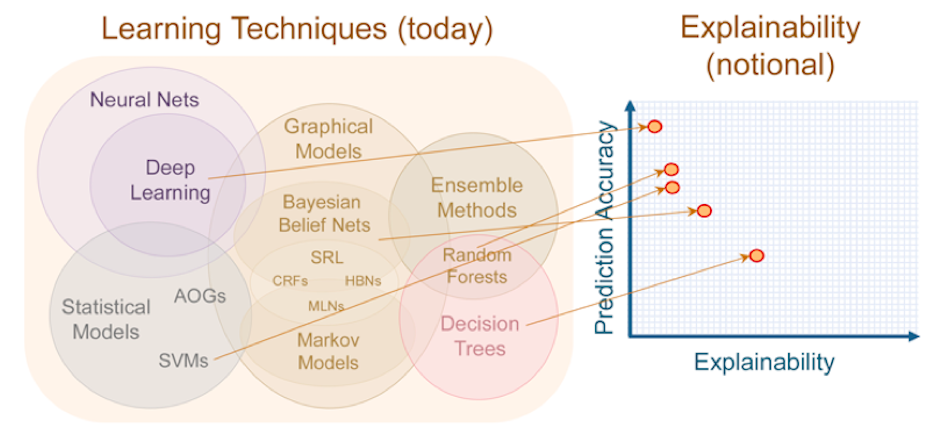 Learning Techniques (today)
Neural Nets
Deep
Learning
Graphical
Models
Bayesian
Belief Nets
SRL
CRFs
HBNs
MLNs
Markov
Models
Ensemble
Methods
Random
Forests
Decision
Trees
Statistical
Models
AOGs
SVMs
Explainability
(notional)
Prediction Accuracy
Explainability